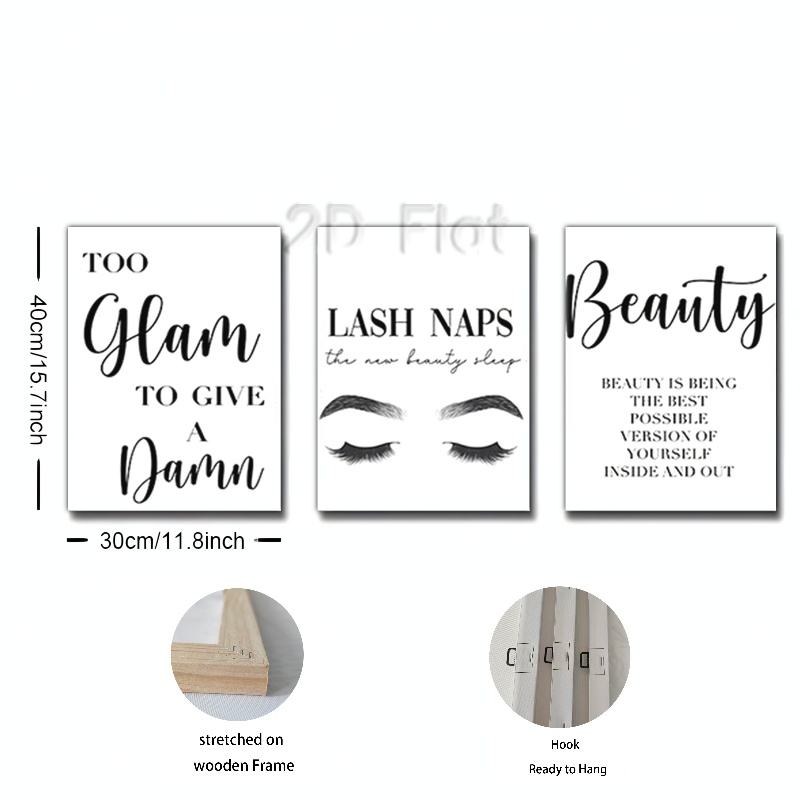 2D Flat
TOO
Glam
TO GIVE
A
Damn
LASH NAPS
the new beauty sleep
Beauty
BEAUTY IS BEING
THE BEST
POSSIBLE
VERSION OF
YOURSELF
INSIDE AND OUT
40cm/15.7inch
30cm/11.8inch
stretched on
wooden Frame
Hook
Ready to Hang